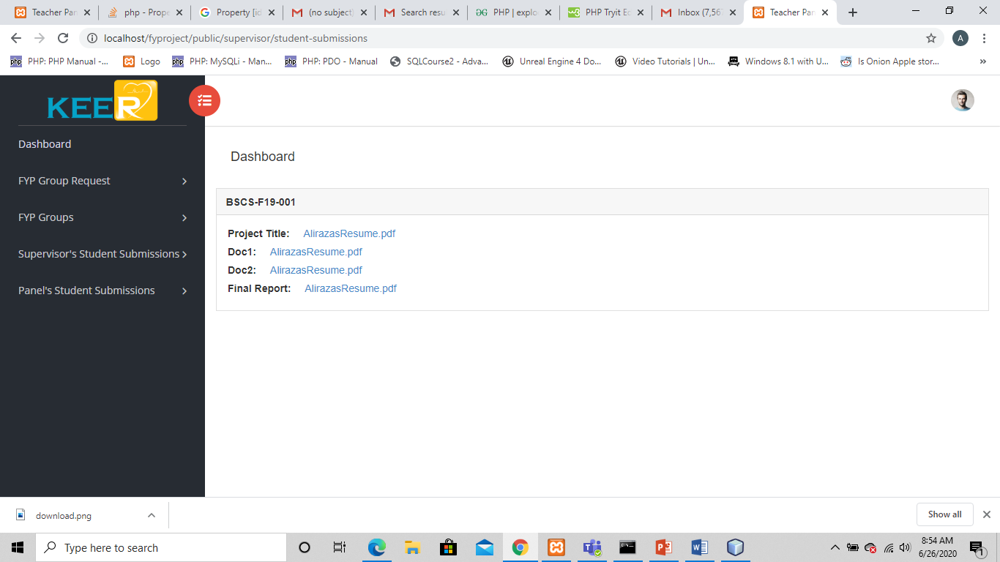 Teacher Par
php - Prope
Property [id
(no subject)
Search resu
PHP | explo
PHP Tryit Ed
Inbox (7,567
Teacher Par
localhost/fyproject/public/supervisor/student-submissions
A
PHP: PHP Manual -...
Logo
PHP: MySQLi - Man...
PHP: PDO - Manual
SQLCourse2 - Adva...
Unreal Engine 4 Do...
Video Tutorials | Un...
Windows 8.1 with U...
Is Onion Apple stor...
KEER
Dashboard
FYP Group Request
FYP Groups
Supervisor's Student Submissions
Panel's Student Submissions
Dashboard
BSCS-F19-001
Project Title: AlirazasResume.pdf
Doc1: AlirazasResume.pdf
Doc2: AlirazasResume.pdf
Final Report: AlirazasResume.pdf
download.png
Show all
Type here to search
8:54 AM
6/26/2020
1